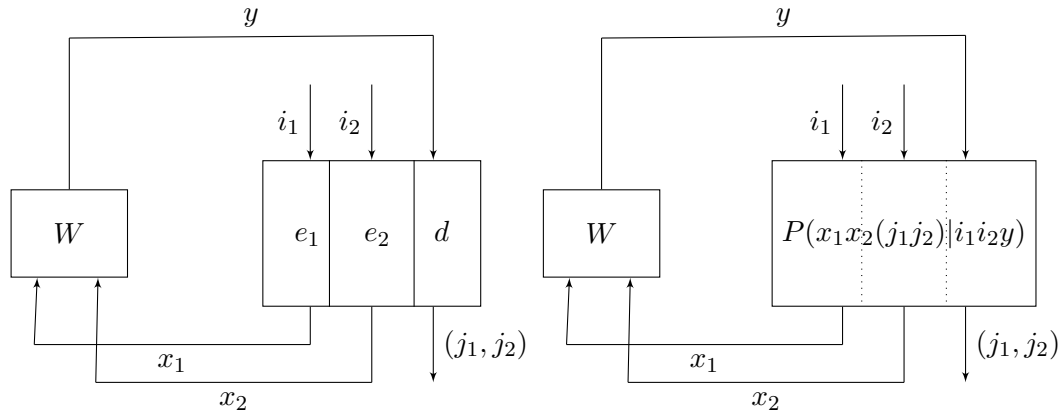 y y
i₁ i₂ i₁ i₂
W e₁ e₂ d W P(x₁x₂(j₁j₂)|i₁i₂y)
(j₁, j₂) (j₁, j₂)
x₁ x₁
x₂ x₂